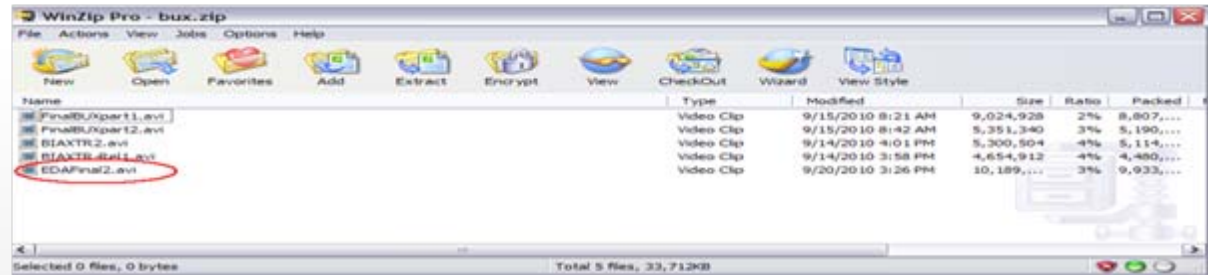 WinZip Pro - bux.zip
File Actions View Jobs Options Help
New Open Favorites Add Extract Encrypt View CheckOut Wizard View Style
Name Type Modified Size Ratio Packed
FinalBUXpart1.avi Video Clip 9/15/2010 8:21 AM 9,024,928 2% 8,807,...
FinalBUXpart2.avi Video Clip 9/15/2010 8:42 AM 5,351,340 3% 5,190,...
BIAXTR2.avi Video Clip 9/14/2010 4:01 PM 5,300,504 4% 5,114,...
Video Clip 9/14/2010 3:58 PM 4,654,912 4% 4,480,...
EDAFinal2.avi Video Clip 9/20/2010 3:26 PM 10,189,... 3% 9,933,...
Selected 0 files, 0 bytes Total 5 files, 33,712KB